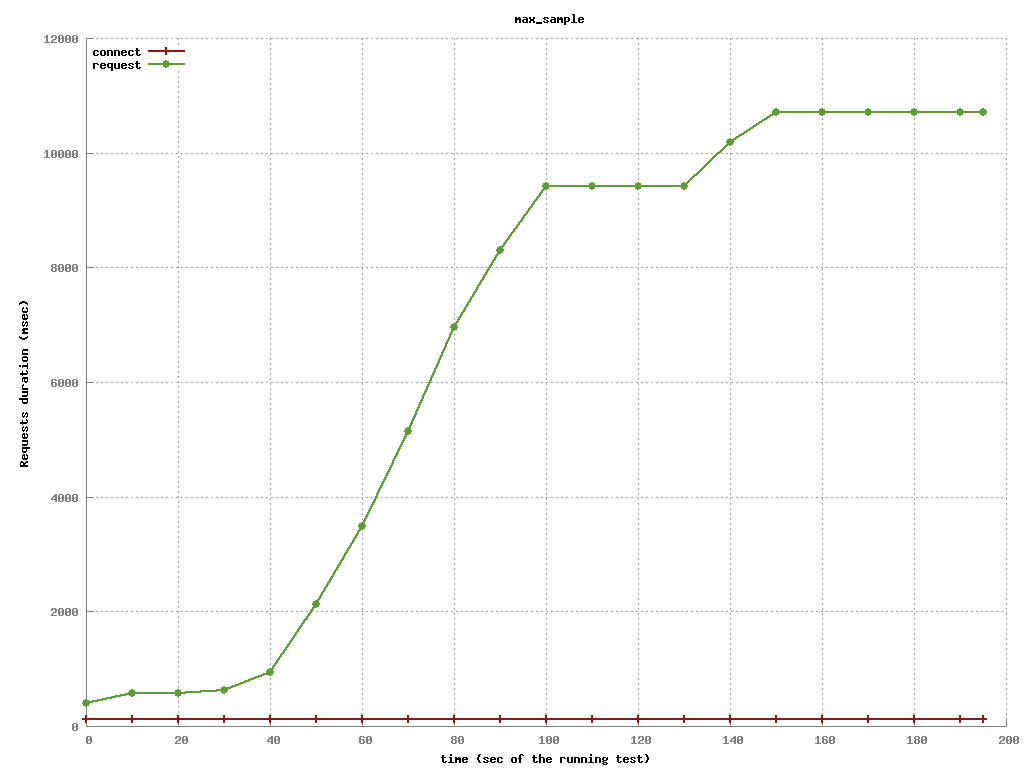 max_sample
12000
connect
request
10000
8000
6000
4000
2000
0
Requests duration (msec)
0 20 40 60 80 100 120 140 160 180 200
time (sec of the running test)